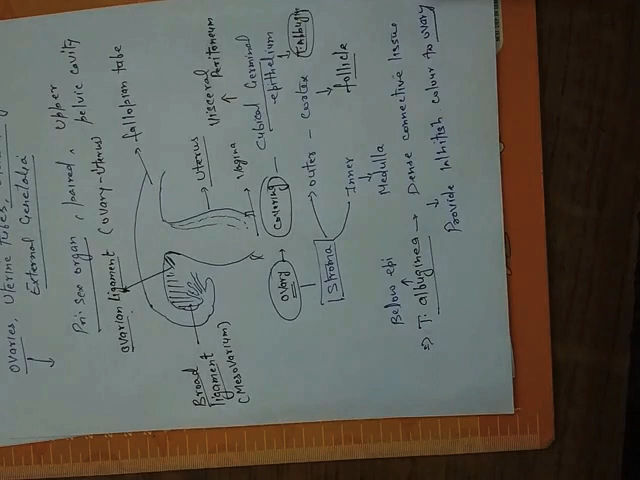 Ovaries, Uterine tubes,
↓ External Genetalia
Pri sex organ, paired, Upper pelvic cavity
ovarian ligament (ovary-uterus)
→ fallopian tube
→ Uterus
→ vagina
Broad ligament
(Mesovarium)
Ovary → Covering - Cubical Germinal epithelium
→ Visceral Peritoneum
↓ T. Albugin
Stroma
Outer - Cortex → follicle
Inner
Medulla
Below epi
⇒ T. albuginea → Dense connective tissue
Provide whitish colour to ovary